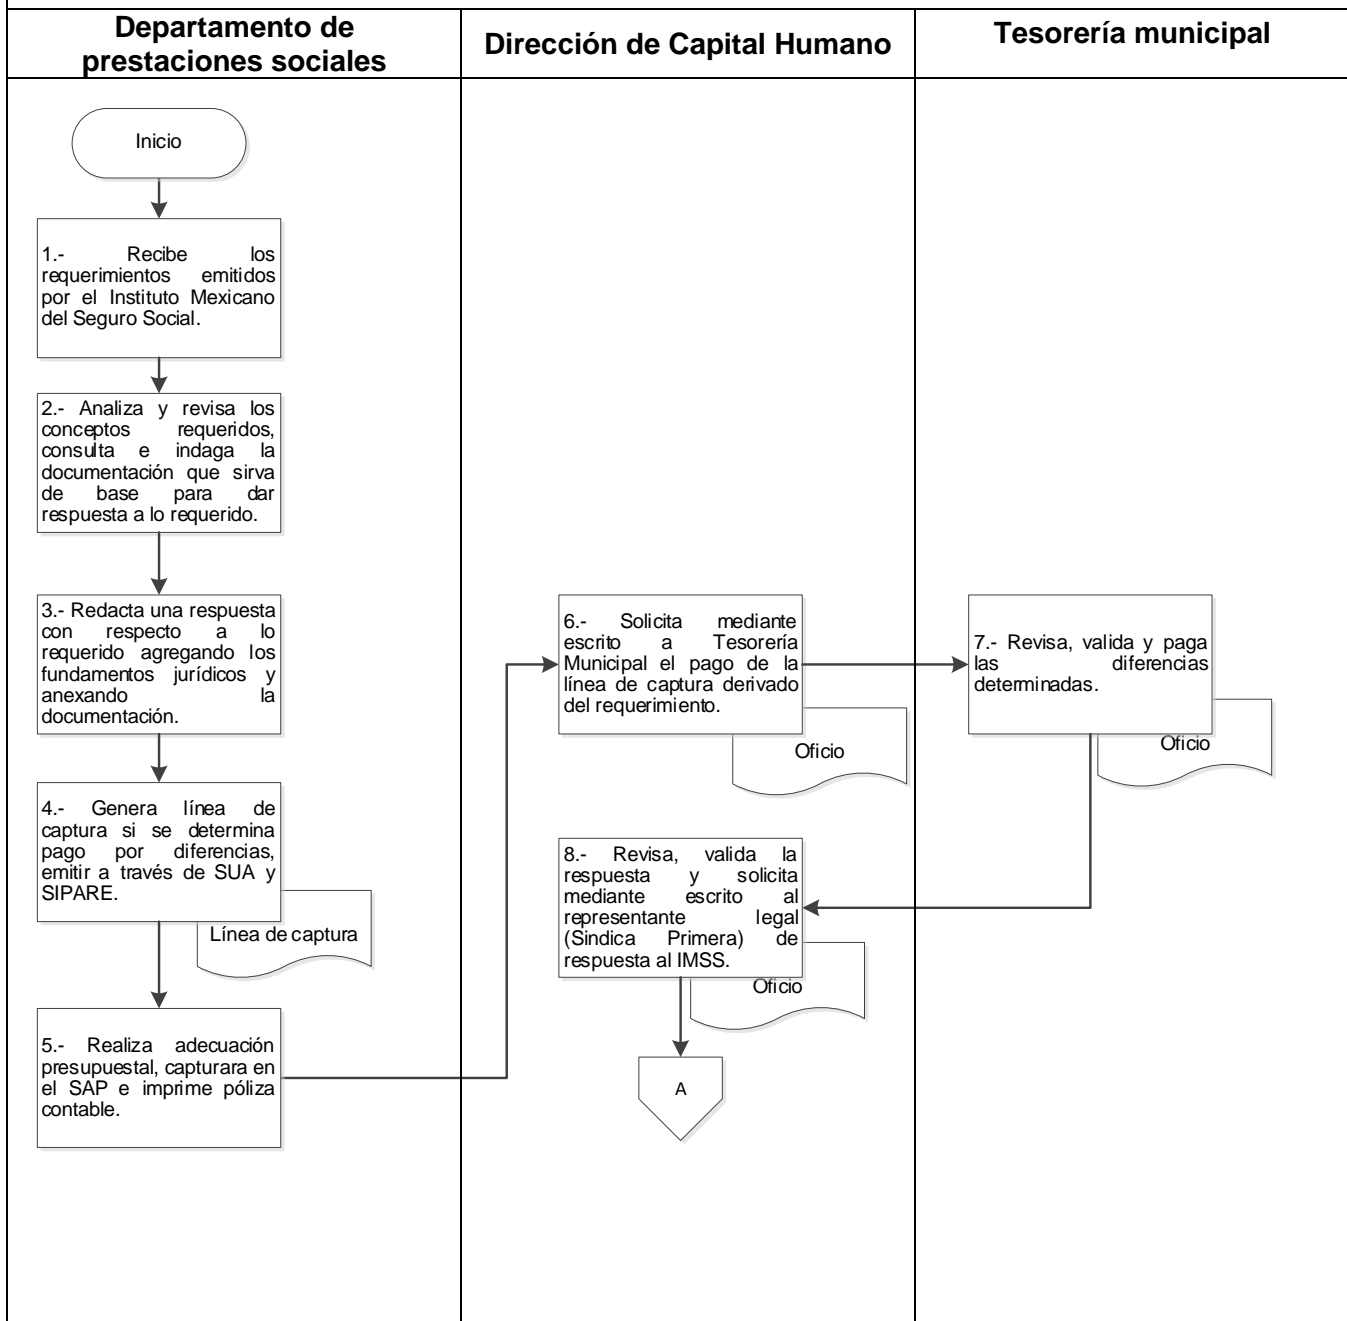 Departamento de
prestaciones sociales
Dirección de Capital Humano
Tesorería municipal
Inicio
1.- Recibe los
requerimientos emitidos
por el Instituto Mexicano
del Seguro Social.
2.- Analiza y revisa los
conceptos requeridos,
consulta e indaga la
documentación que sirva
de base para dar
respuesta a lo requerido.
3.- Redacta una respuesta
con respecto a lo
requerido agregando los
fundamentos jurídicos y
anexando la
documentación.
4.- Genera línea de
captura si se determina
pago por diferencias,
emitir a través de SUA y
SIPARE.
Línea de captura
5.- Realiza adecuación
presupuestal, capturara en
el SAP e imprime póliza
contable.
6.- Solicita mediante
escrito a Tesorería
Municipal el pago de la
línea de captura derivado
del requerimiento.
Oficio
7.- Revisa, valida y paga
las diferencias
determinadas.
Oficio
8.- Revisa, valida la
respuesta y solicita
mediante escrito al
representante legal
(Sindica Primera) de
respuesta al IMSS.
Oficio
A